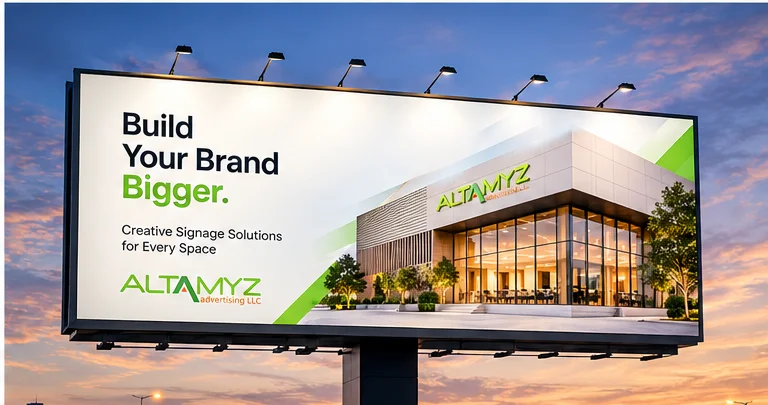 Build
Your Brand
Bigger.
Creative Signage Solutions
for Every Space
ALTAMYZ
advertising LLC
ALTAMYZ